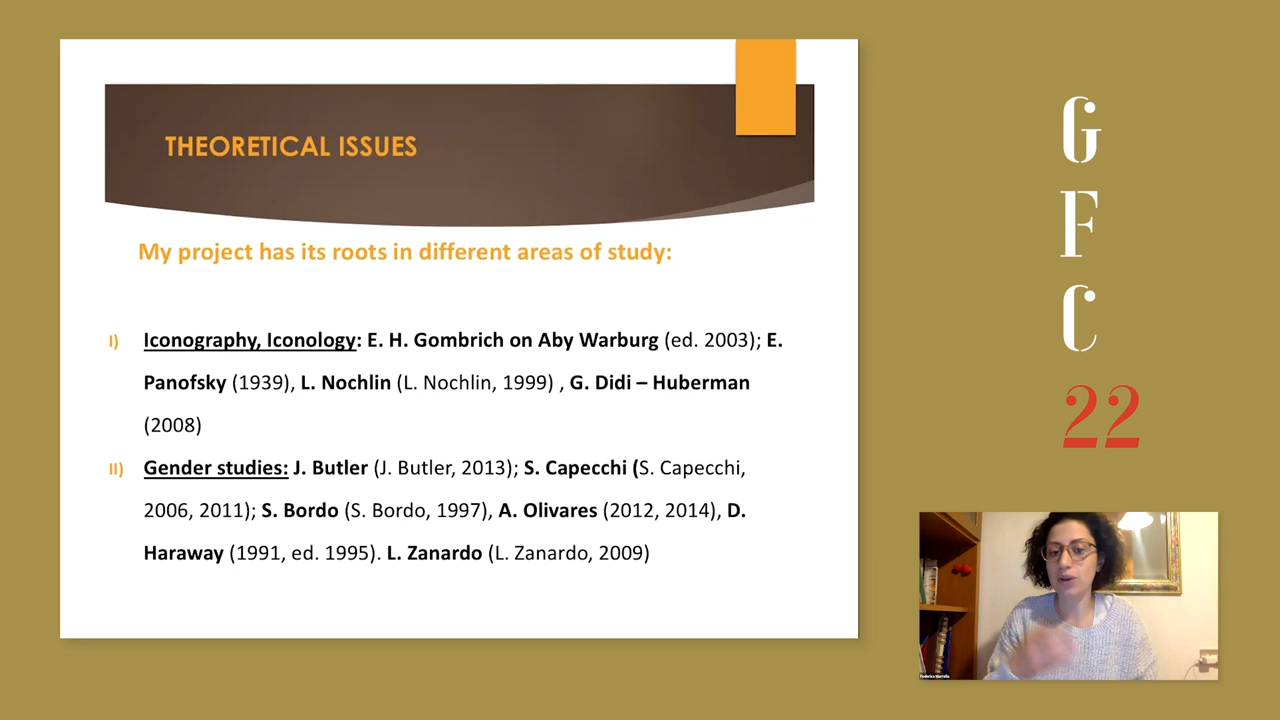 THEORETICAL ISSUES
My project has its roots in different areas of study:
I) Iconography, Iconology: E. H. Gombrich on Aby Warburg (ed. 2003); E.
Panofsky (1939), L. Nochlin (L. Nochlin, 1999) , G. Didi – Huberman
(2008)
II) Gender studies: J. Butler (J. Butler, 2013); S. Capecchi (S. Capecchi,
2006, 2011); S. Bordo (S. Bordo, 1997), A. Olivares (2012, 2014), D.
Haraway (1991, ed. 1995). L. Zanardo (L. Zanardo, 2009)
G
F
C
22
Federica